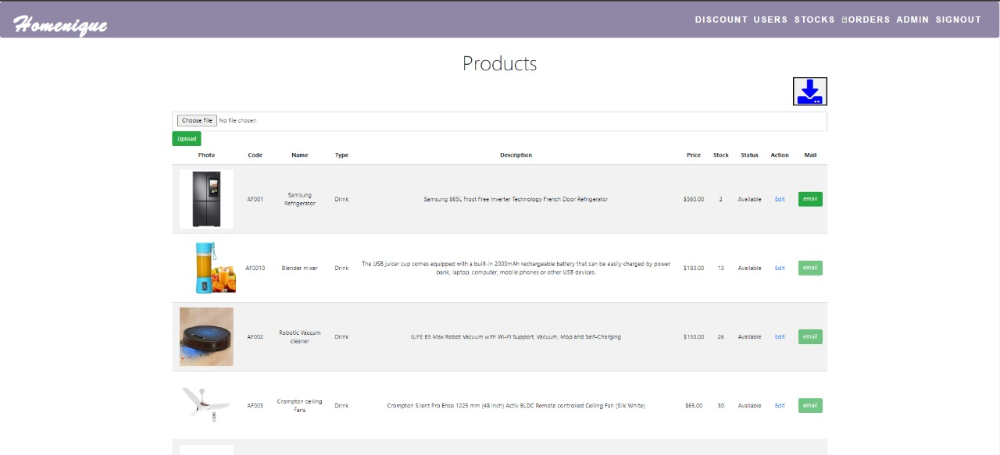 Homenique
DISCOUNT USERS STOCKS ORDERS ADMIN SIGNOUT
Products
Choose File No file chosen
Upload
Photo Code Name Type Description Price Stock Status Action Mail
AF001 Samsung Refrigerator Drink Samsung 865L Frost Free Inverter Technology French Door Refrigerator $560.00 2 Available Edit email
AF0010 Blender mixer Drink The USB juicer cup comes equipped with a built-in 2000mAh rechargeable battery that can be easily charged by power
bank, laptop, computer, mobile phones or other USB devices. $180.00 13 Available Edit email
AF002 Robotic Vaccum cleaner Drink ILIFE B5 Max Robot Vacuum with Wi-Fi Support, Vacuum, Mop and Self-Charging $150.00 26 Available Edit email
AF003 Crompton ceiling Fans Drink Crompton Silent Pro Enso 1225 mm (48 inch) Activ BLDC Remote controlled Ceiling Fan (Silk White) $65.00 30 Available Edit email